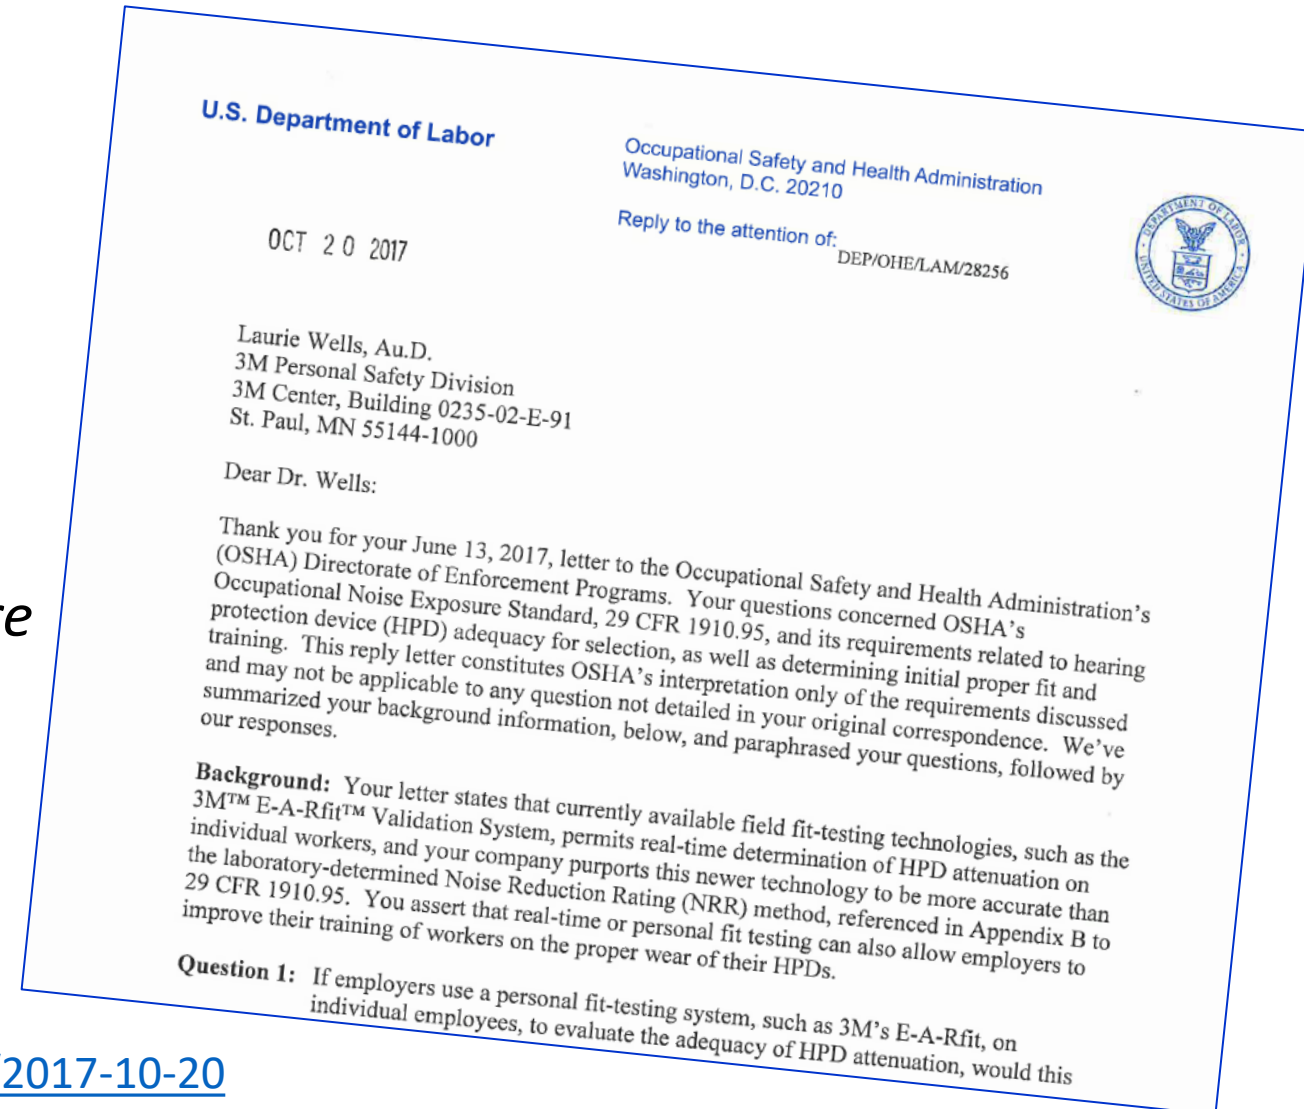 U.S. Department of Labor
Occupational Safety and Health Administration
Washington, D.C. 20210
Reply to the attention of:
DEP/OHE/LAM/28256
DEPARTMENT OF LABOR
UNITED STATES OF AMERICA
OCT 20 2017
Laurie Wells, Au.D.
3M Personal Safety Division
3M Center, Building 0235-02-E-91
St. Paul, MN 55144-1000
Dear Dr. Wells:
Thank you for your June 13, 2017, letter to the Occupational Safety and Health Administration's
(OSHA) Directorate of Enforcement Programs. Your questions concerned OSHA's
Occupational Noise Exposure Standard, 29 CFR 1910.95, and its requirements related to hearing
protection device (HPD) adequacy for selection, as well as determining initial proper fit and
training. This reply letter constitutes OSHA's interpretation only of the requirements discussed
and may not be applicable to any question not detailed in your original correspondence. We've
summarized your background information, below, and paraphrased your questions, followed by
our responses.
Background: Your letter states that currently available field fit-testing technologies, such as the
3M™ E-A-Rfit™ Validation System, permits real-time determination of HPD attenuation on
individual workers, and your company purports this newer technology to be more accurate than
the laboratory-determined Noise Reduction Rating (NRR) method, referenced in Appendix B to
29 CFR 1910.95. You assert that real-time or personal fit testing can also allow employers to
improve their training of workers on the proper wear of their HPDs.
Question 1: If employers use a personal fit-testing system, such as 3M's E-A-Rfit, on
individual employees, to evaluate the adequacy of HPD attenuation, would this
re
/2017-10-20